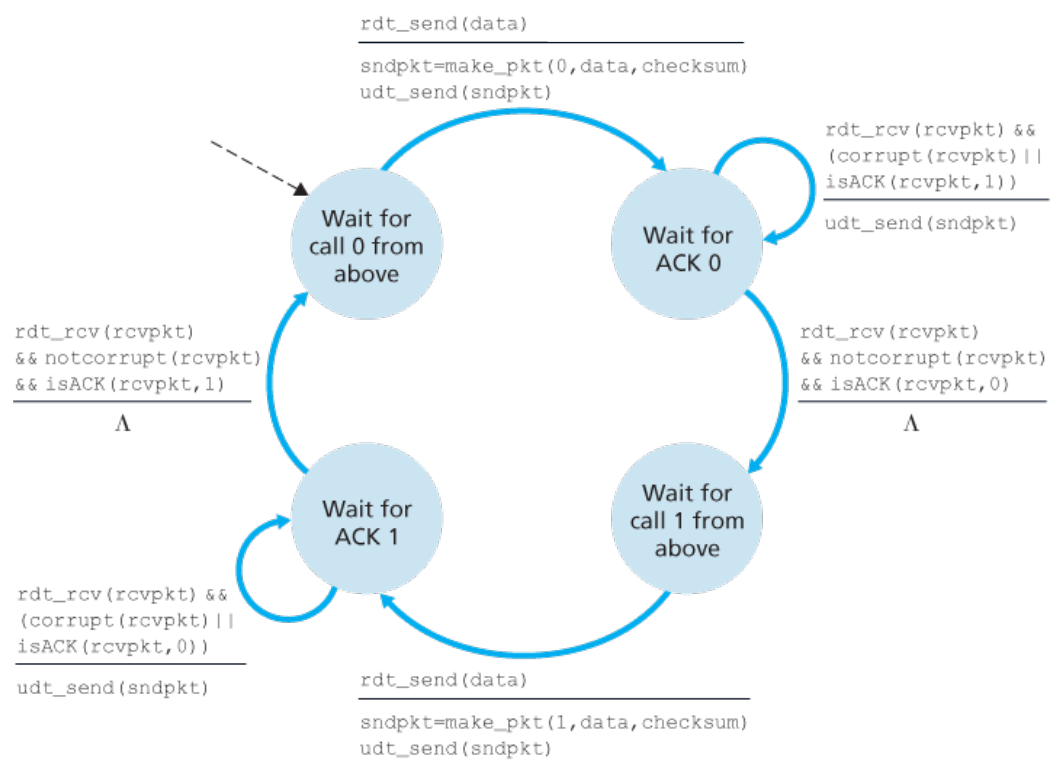 rdt_send(data)
sndpkt=make_pkt(0,data,checksum)
udt_send(sndpkt)
rdt_rcv(rcvpkt) &&
(corrupt(rcvpkt)||
isACK(rcvpkt,1))
udt_send(sndpkt)
Wait for
call 0 from
above
Wait for
ACK 0
rdt_rcv(rcvpkt)
&& notcorrupt(rcvpkt)
&& isACK(rcvpkt,1)
Λ
rdt_rcv(rcvpkt)
&& notcorrupt(rcvpkt)
&& isACK(rcvpkt,0)
Λ
Wait for
ACK 1
Wait for
call 1 from
above
rdt_rcv(rcvpkt) &&
(corrupt(rcvpkt)||
isACK(rcvpkt,0))
udt_send(sndpkt)
rdt_send(data)
sndpkt=make_pkt(1,data,checksum)
udt_send(sndpkt)